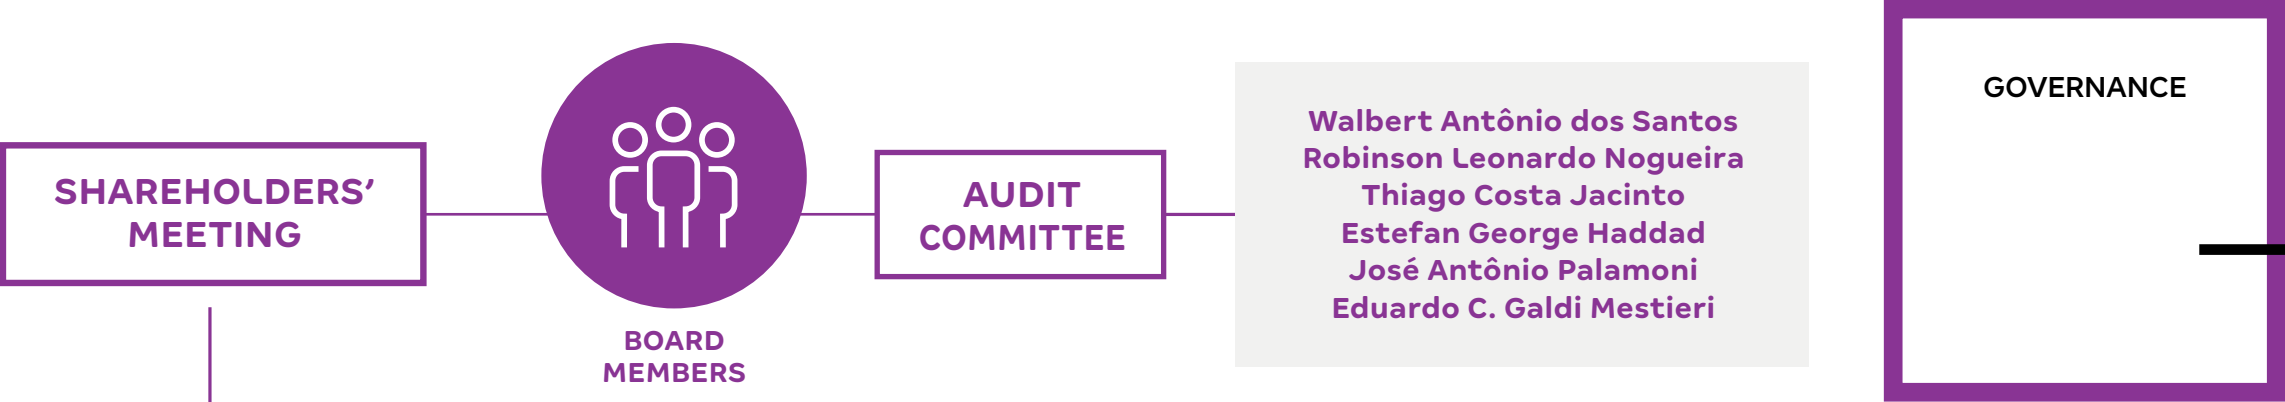 SHAREHOLDERS’
MEETING
BOARD
MEMBERS
AUDIT
COMMITTEE
Walbert Antônio dos Santos
Robinson Leonardo Nogueira
Thiago Costa Jacinto
Estefan George Haddad
José Antônio Palamoni
Eduardo C. Galdi Mestieri
GOVERNANCE